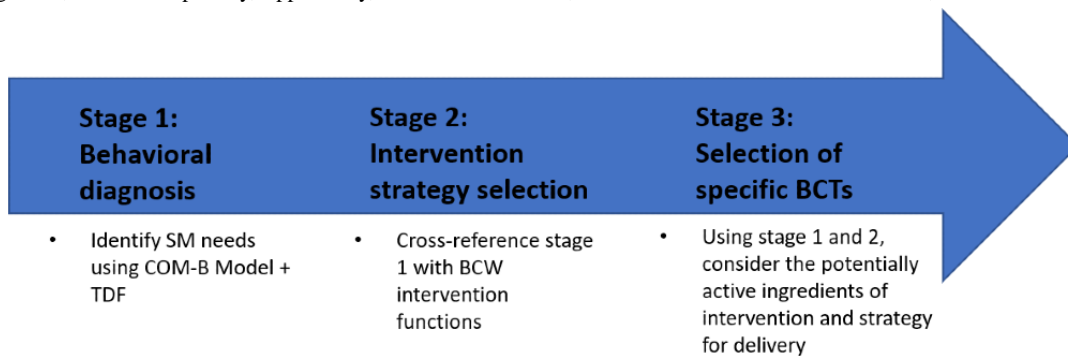 Stage 1:
Behavioral
diagnosis
Stage 2:
Intervention
strategy selection
Stage 3:
Selection of
specific BCTs
• Identify SM needs
using COM-B Model +
TDF
• Cross-reference stage
1 with BCW
intervention
functions
• Using stage 1 and 2,
consider the potentially
active ingredients of
intervention and strategy
for delivery